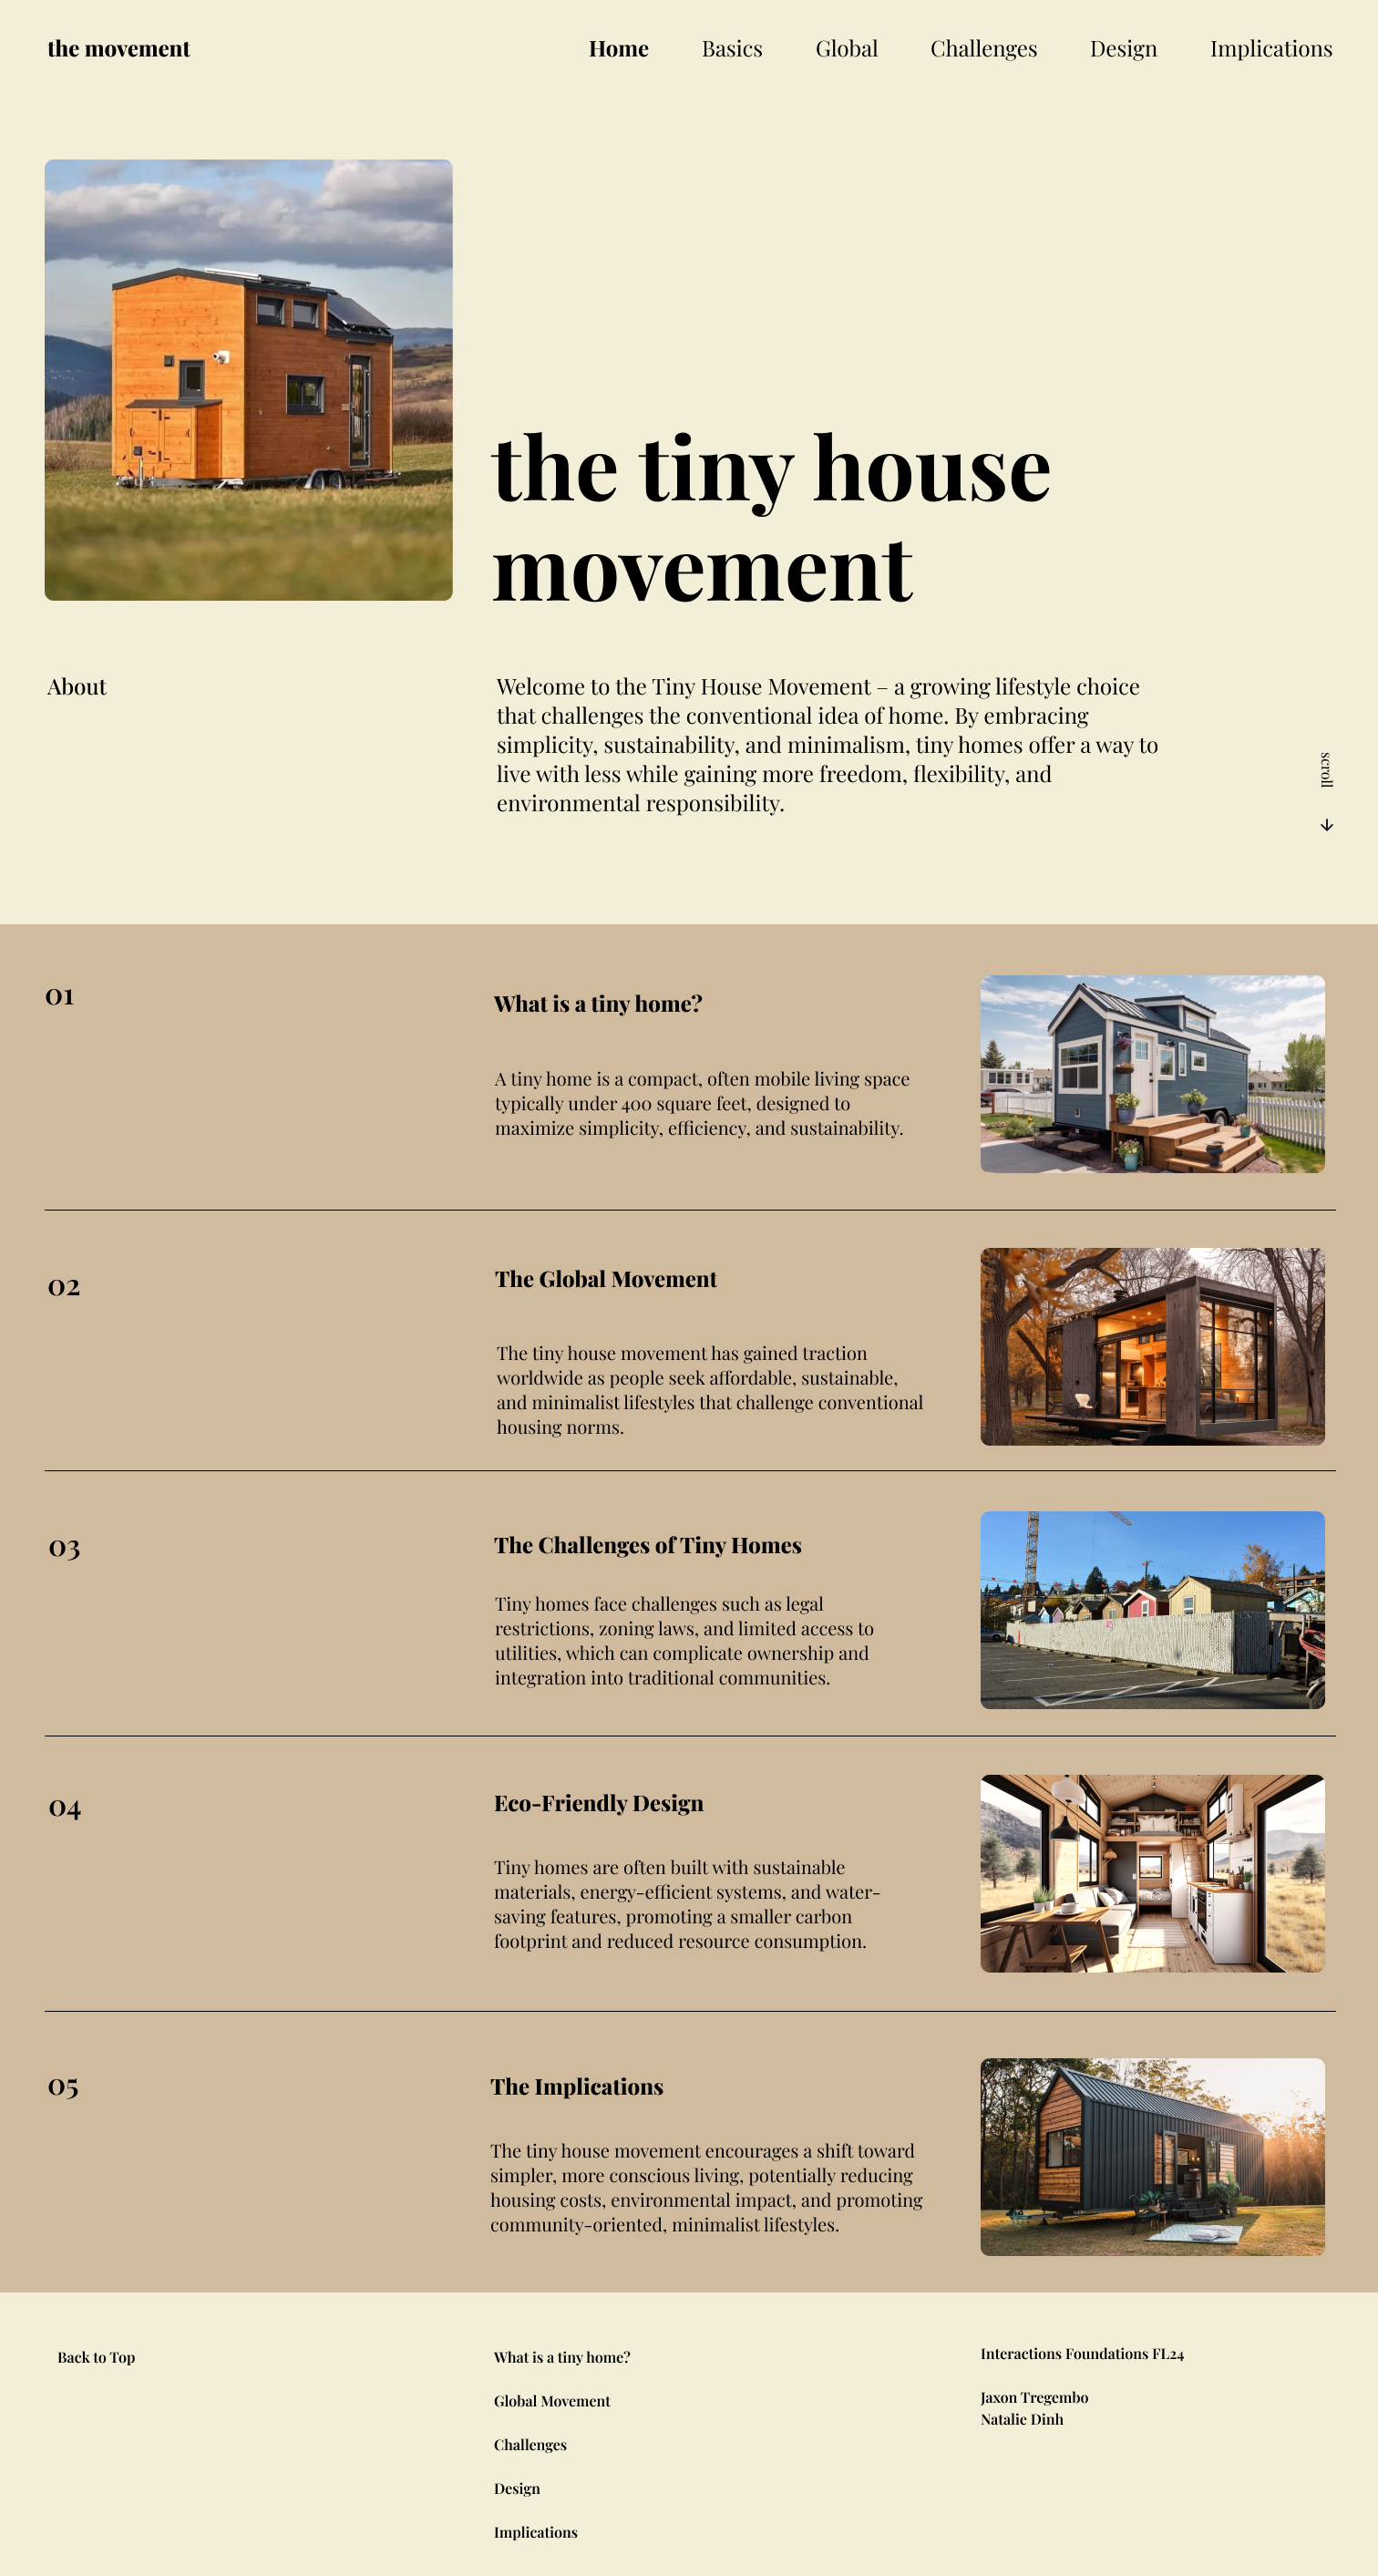 the movement
Home Basics Global Challenges Design Implications
the tiny house
movement
About
Welcome to the Tiny House Movement – a growing lifestyle choice
that challenges the conventional idea of home. By embracing
simplicity, sustainability, and minimalism, tiny homes offer a way to
live with less while gaining more freedom, flexibility, and
environmental responsibility.
scroll
01
What is a tiny home?
A tiny home is a compact, often mobile living space
typically under 400 square feet, designed to
maximize simplicity, efficiency, and sustainability.
02
The Global Movement
The tiny house movement has gained traction
worldwide as people seek affordable, sustainable,
and minimalist lifestyles that challenge conventional
housing norms.
03
The Challenges of Tiny Homes
Tiny homes face challenges such as legal
restrictions, zoning laws, and limited access to
utilities, which can complicate ownership and
integration into traditional communities.
04
Eco-Friendly Design
Tiny homes are often built with sustainable
materials, energy-efficient systems, and water-
saving features, promoting a smaller carbon
footprint and reduced resource consumption.
05
The Implications
The tiny house movement encourages a shift toward
simpler, more conscious living, potentially reducing
housing costs, environmental impact, and promoting
community-oriented, minimalist lifestyles.
Back to Top
What is a tiny home?
Global Movement
Challenges
Design
Implications
Interactions Foundations FL24
Jaxon Tregembo
Natalie Dinh